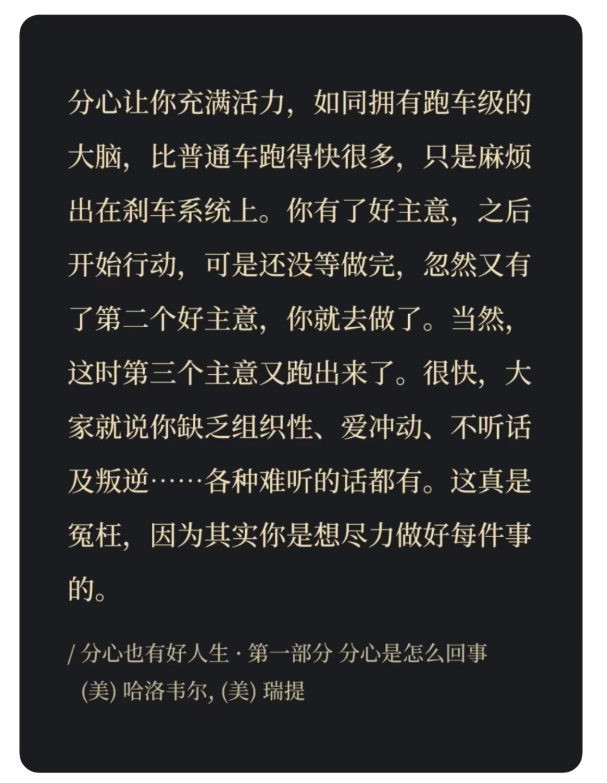 分心让你充满活力，如同拥有跑车级的
大脑，比普通车跑得快很多，只是麻烦
出在刹车系统上。你有了好主意，之后
开始行动，可是还没等做完，忽然又有
了第二个好主意，你就去做了。当然，
这时第三个主意又跑出来了。很快，大
家就说你缺乏组织性、爱冲动、不听话
及叛逆……各种难听的话都有。这真是
冤枉，因为其实你是想尽力做好每件事
的。
/ 分心也有好人生 · 第一部分 分心是怎么回事
(美) 哈洛韦尔, (美) 瑞提